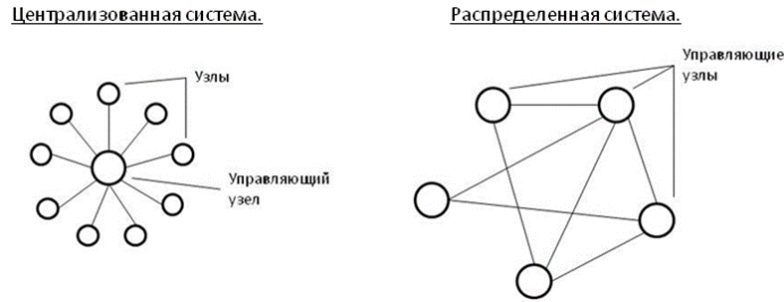 Централизованная система.
Распределенная система.
Узлы
Управляющий
узел
Управляющие
узлы